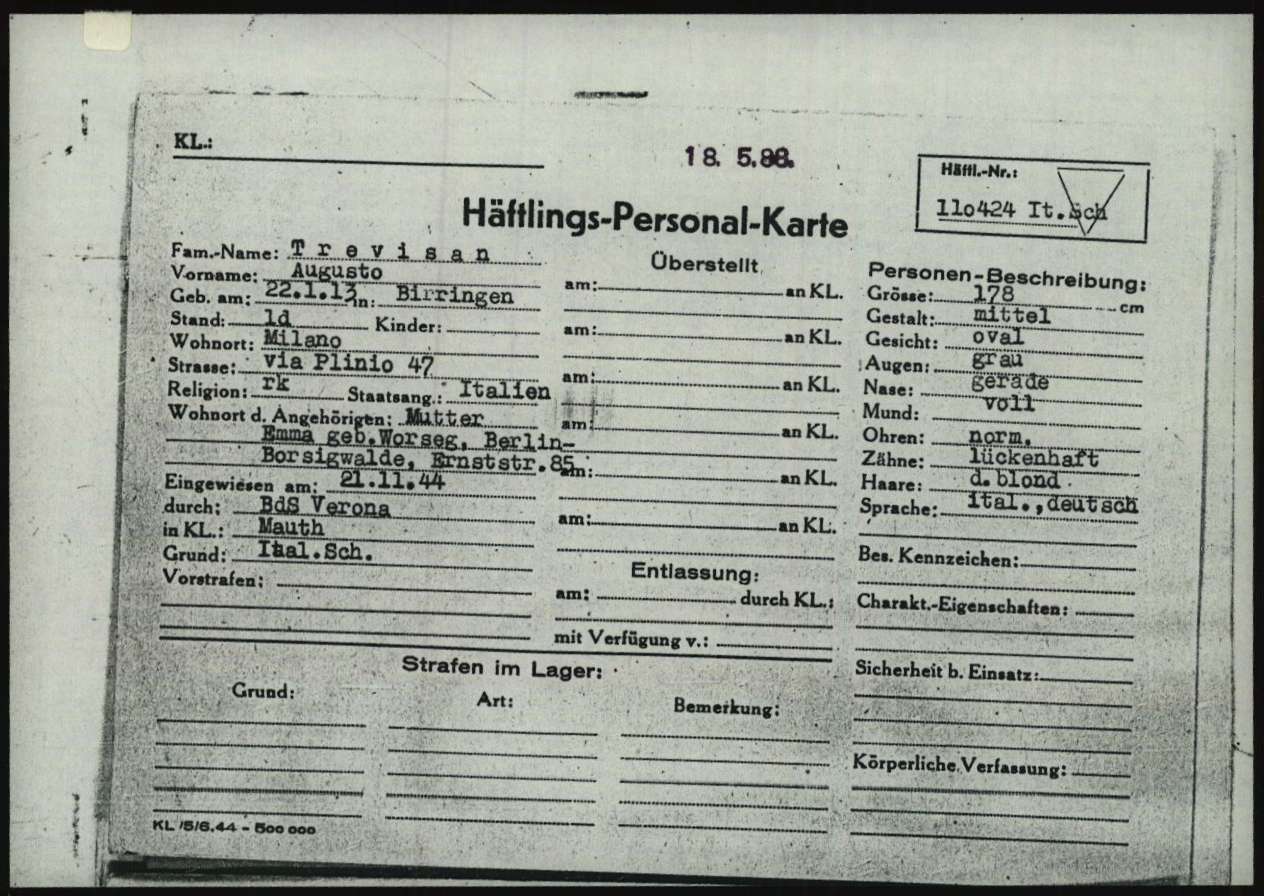 KL.:
18. 5.88.
Häftl.-Nr.:
11o424 It.Sch
Häftlings-Personal-Karte
Fam.-Name: T r e v i s a n
Vorname: Augusto
Geb. am: 22.1.13 in: Birringen
Stand: ld Kinder:
Wohnort: Milano
Strasse: via Plinio 47
Religion: rk Staatsang.: Italien
Wohnort d. Angehörigen: Mutter
Emma geb.Worseg, Berlin-
Borsigwalde, Ernststr.85
Eingewiesen am: 21.11.44
durch: BdS Verona
in KL.: Mauth
Grund: Ital.Sch.
Vorstrafen:
Überstellt
am: an KL.
am: an KL.
am: an KL.
am: an KL.
am: an KL.
am: an KL.
Entlassung:
am: durch KL.:
mit Verfügung v.:
Personen-Beschreibung:
Grösse: 178 cm
Gestalt: mittel
Gesicht: oval
Augen: grau
Nase: gerade
Mund: voll
Ohren: norm.
Zähne: lückenhaft
Haare: d.blond
Sprache: ital.,deutsch
Bes. Kennzeichen:
Charakt.-Eigenschaften:
Sicherheit b. Einsatz:
Körperliche Verfassung:
Strafen im Lager:
Grund: Art: Bemerkung:
KL /5/6.44 - 500 000